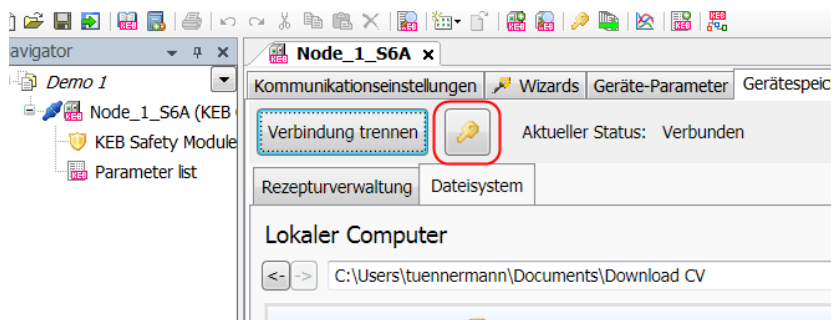 avigator
Node_1_S6A x
Demo 1
Kommunikationseinstellungen Wizards Geräte-Parameter Gerätespeic
Node_1_S6A (KEB
Verbindung trennen Aktueller Status: Verbunden
KEB Safety Module
Parameter list
Rezepturverwaltung Dateisystem
Lokaler Computer
<- -> C:\Users\tuennermann\Documents\Download CV